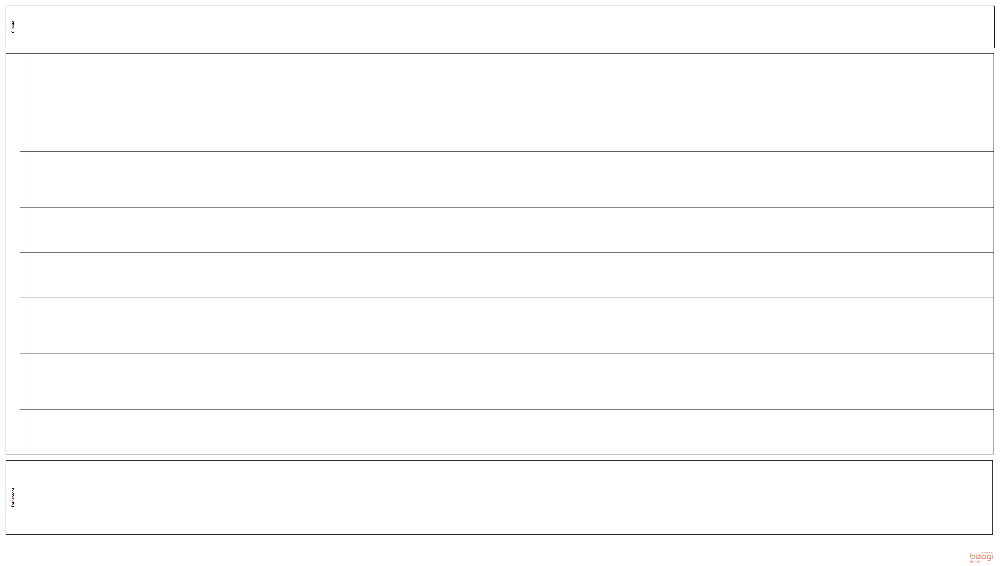 Cliente
Fornecedor
Powered by
bizagi
Modeler